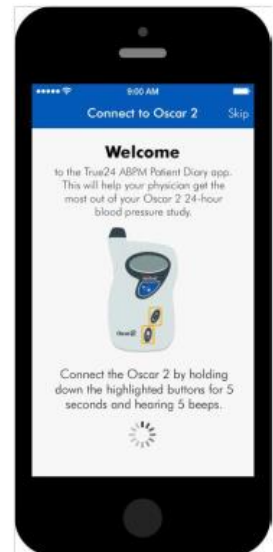 9:00 AM
Connect to Oscar 2 Skip
Welcome
to the True24 ABPM Patient Diary app.
This will help your physician get the
most out of your Oscar 2 24-hour
blood pressure study.
Oscar 2
Connect the Oscar 2 by holding
down the highlighted buttons for 5
seconds and hearing 5 beeps.